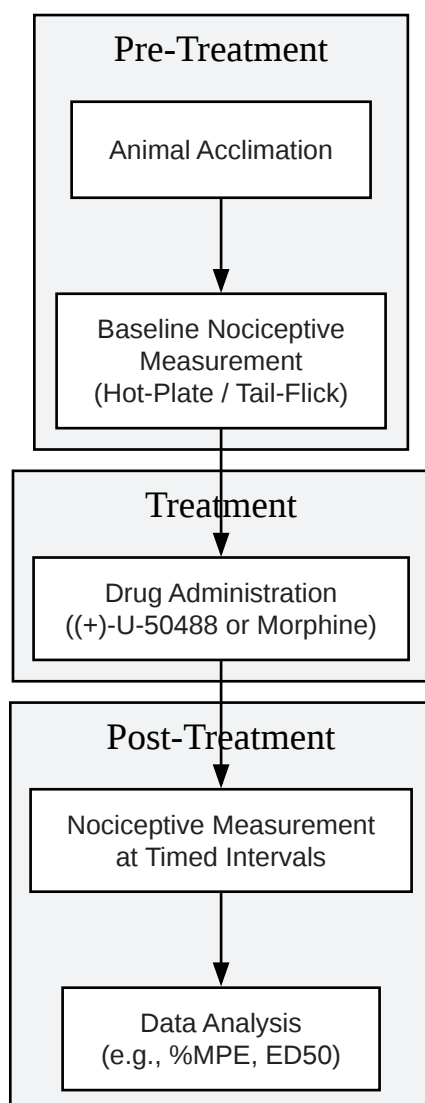 Pre-Treatment
Animal Acclimation
Baseline Nociceptive
Measurement
(Hot-Plate / Tail-Flick)
Treatment
Drug Administration
((+)-U-50488 or Morphine)
Post-Treatment
Nociceptive Measurement
at Timed Intervals
Data Analysis
(e.g., %MPE, ED50)